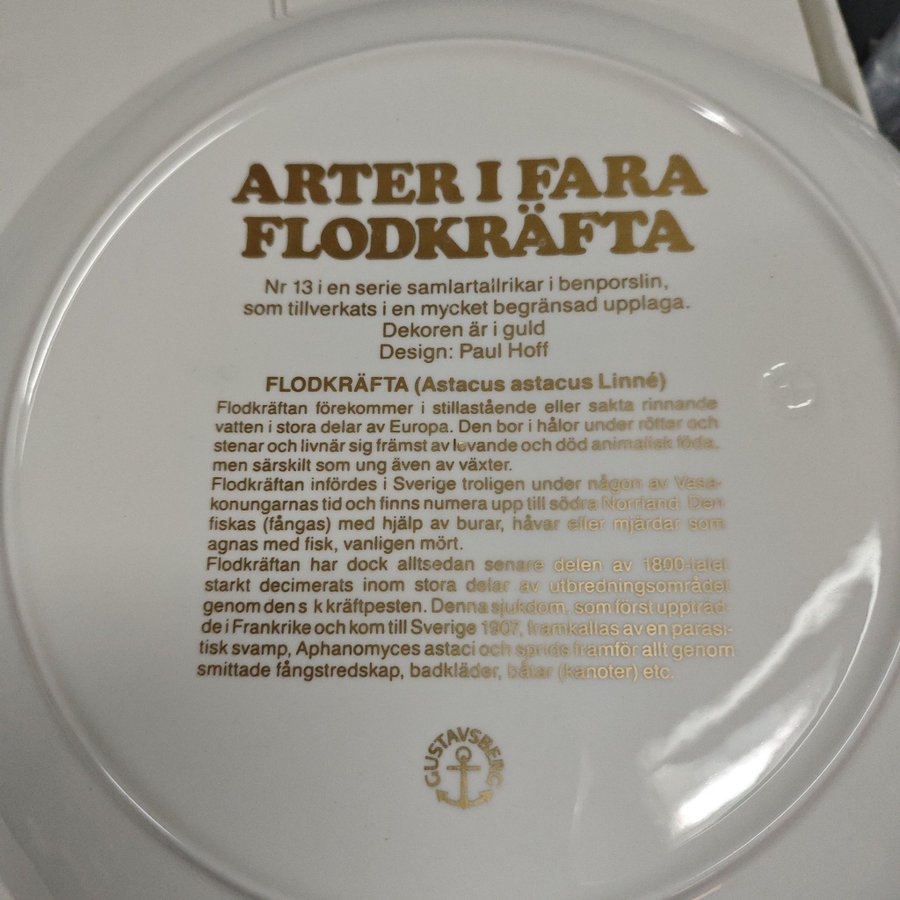 ARTER I FARA
FLODKRÄFTA
Nr 13 i en serie samlartallrikar i benporslin,
som tillverkats i en mycket begränsad upplaga.
Dekoren är i guld
Design: Paul Hoff
FLODKRÄFTA (Astacus astacus Linné)
Flodkräftan förekommer i stillastående eller sakta rinnande
vatten i stora delar av Europa. Den bor i hålor under rötter och
stenar och livnär sig främst av levande och död animalisk föda,
men särskilt som ung även av växter.
Flodkräftan infördes i Sverige troligen under någon av Vasa-
konungarnas tid och finns numera upp till södra Norrland. Den
fiskas (fångas) med hjälp av burar, håvar eller mjärdar som
agnas med fisk, vanligen mört.
Flodkräftan har dock alltsedan senare delen av 1800-talet
starkt decimerats inom stora delar av utbredningsområdet
genom den s k kräftpesten. Denna sjukdom, som först uppträd-
de i Frankrike och kom till Sverige 1907, framkallas av en parasi-
tisk svamp, Aphanomyces astaci och sprids framför allt genom
smittade fångstredskap, badkläder, båtar (kanoter) etc.
GUSTAVSBERG